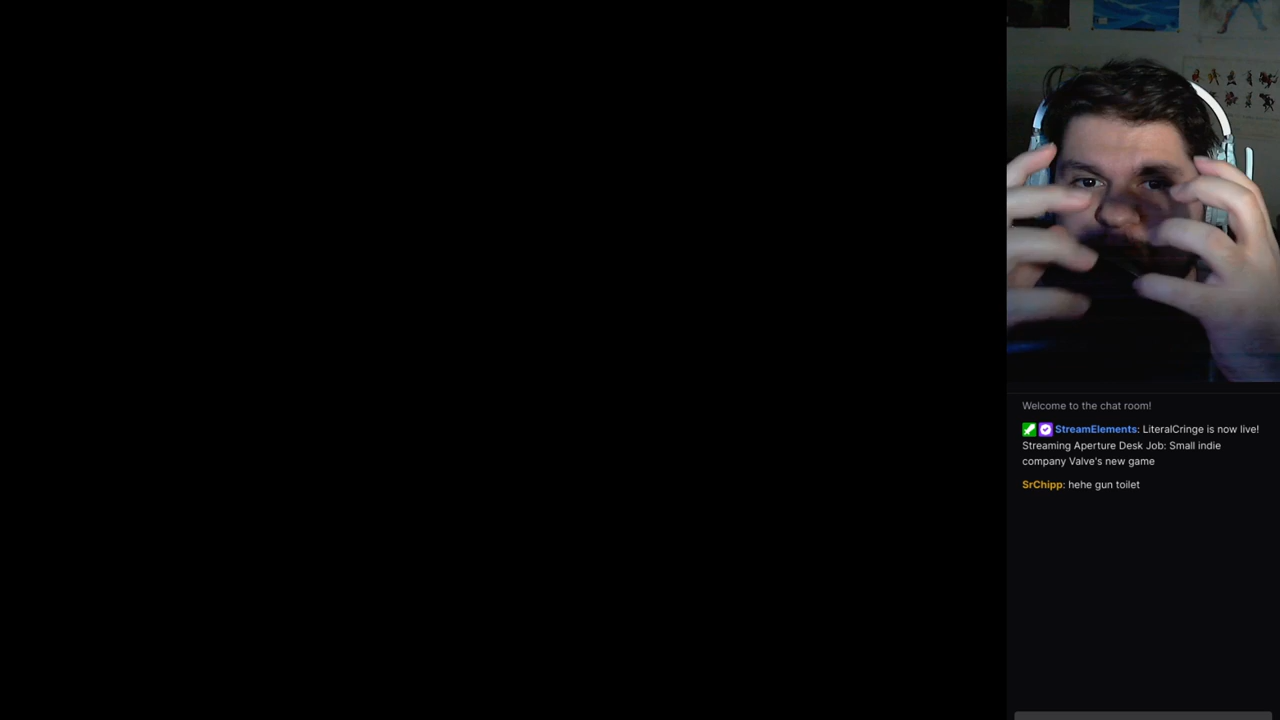 Welcome to the chat room!
StreamElements: LiteralCringe is now live!
Streaming Aperture Desk Job: Small indie
company Valve's new game
SrChipp: hehe gun toilet